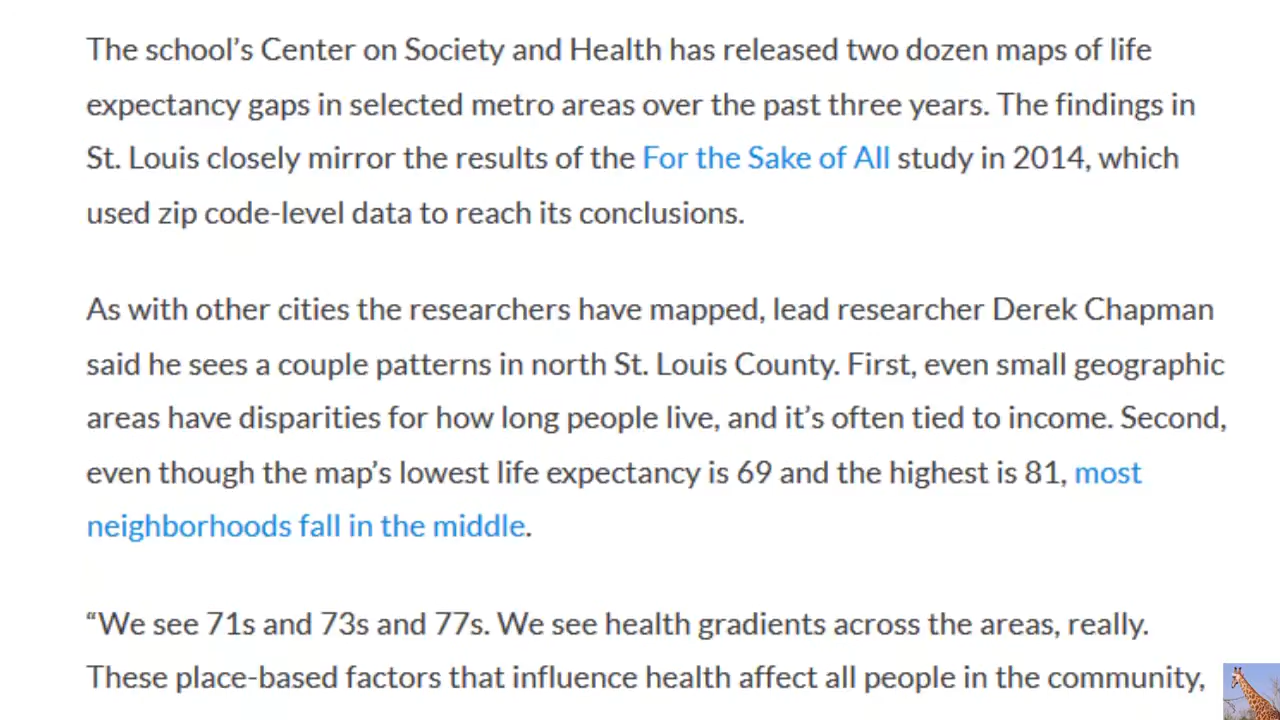 The school’s Center on Society and Health has released two dozen maps of life
expectancy gaps in selected metro areas over the past three years. The findings in
St. Louis closely mirror the results of the For the Sake of All study in 2014, which
used zip code-level data to reach its conclusions.
As with other cities the researchers have mapped, lead researcher Derek Chapman
said he sees a couple patterns in north St. Louis County. First, even small geographic
areas have disparities for how long people live, and it’s often tied to income. Second,
even though the map’s lowest life expectancy is 69 and the highest is 81, most
neighborhoods fall in the middle.
“We see 71s and 73s and 77s. We see health gradients across the areas, really.
These place-based factors that influence health affect all people in the community,